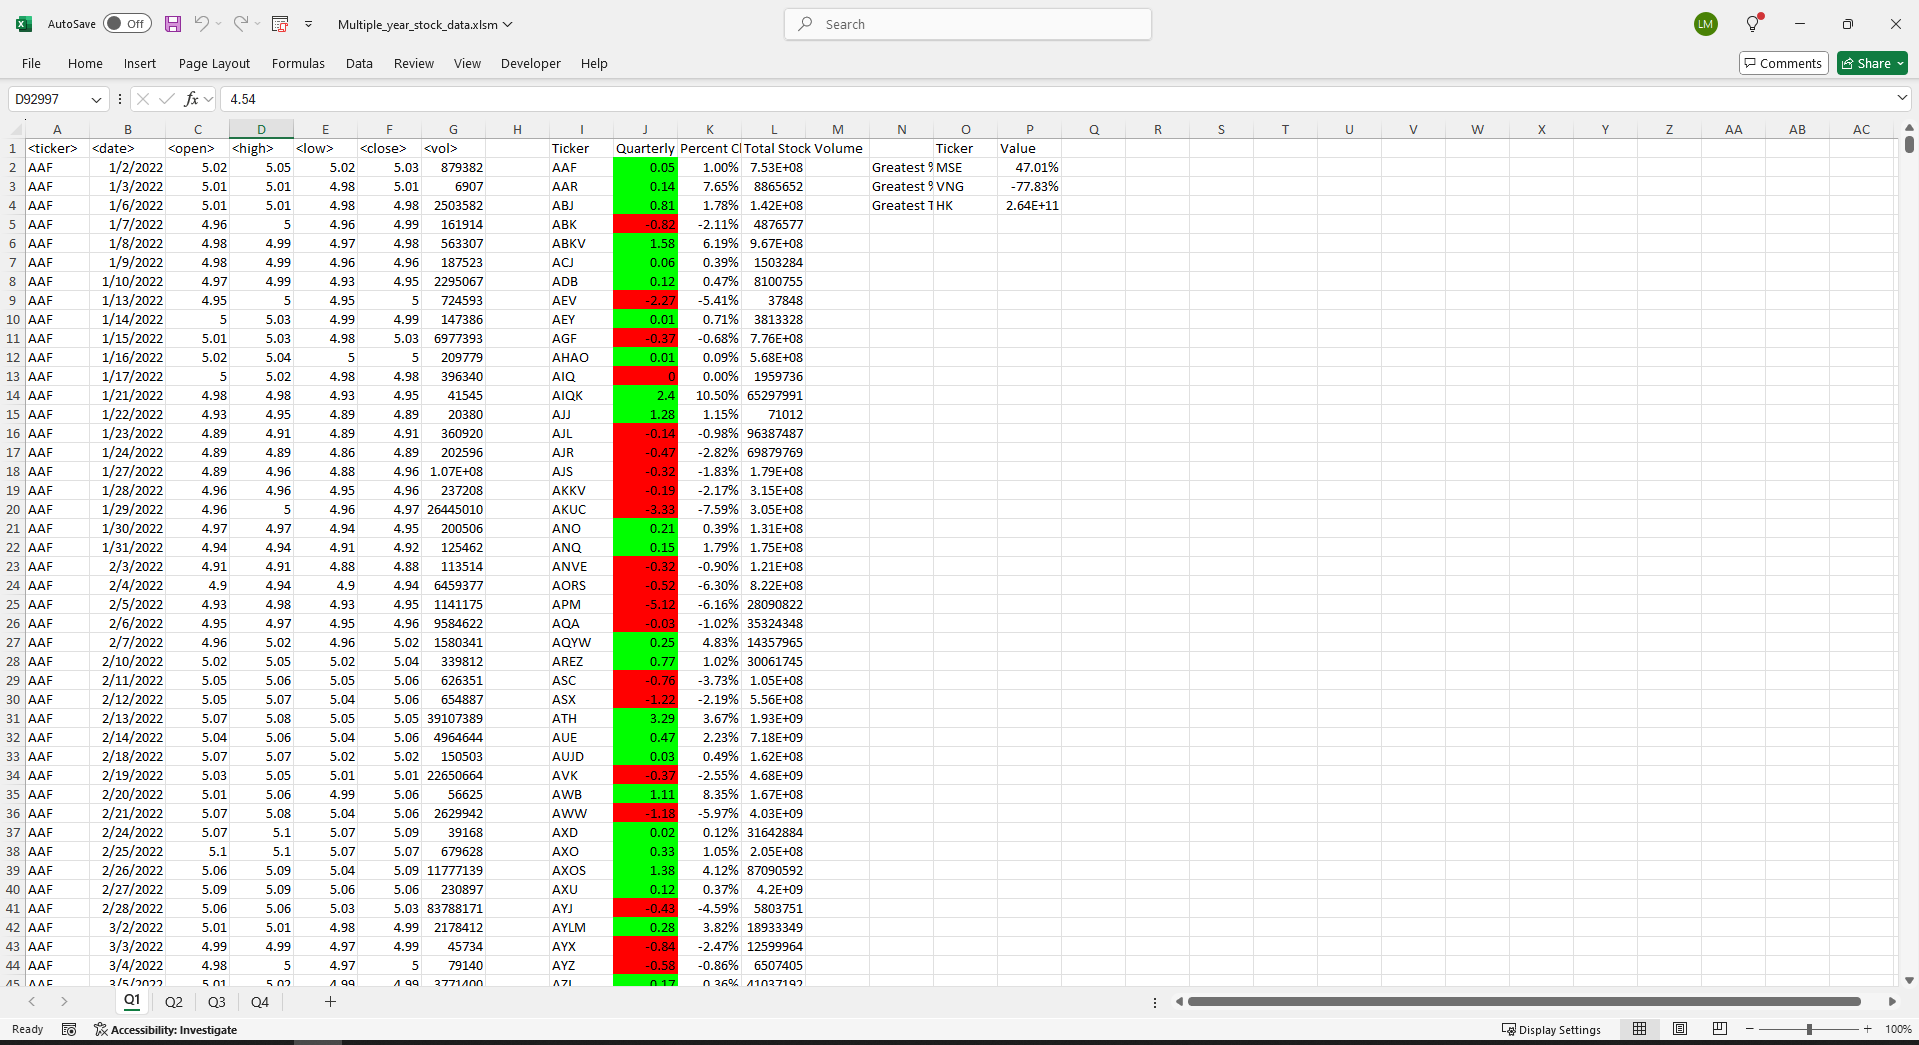 AutoSave Off Multiple_year_stock_data.xlsm Search LM
File Home Insert Page Layout Formulas Data Review View Developer Help Comments Share
D92997 fx 4.54
A B C D E F G H I J K L M N O P Q R S T U V W X Y Z AA AB AC
1 <ticker> <date> <open> <high> <low> <close> <vol> Ticker Quarterly Percent Cl Total Stock Volume Ticker Value
2 AAF 1/2/2022 5.02 5.05 5.02 5.03 879382 AAF 0.05 1.00% 7.53E+08 Greatest % MSE 47.01%
3 AAF 1/3/2022 5.01 5.01 4.98 5.01 6907 AAR 0.14 7.65% 8865652 Greatest % VNG -77.83%
4 AAF 1/6/2022 5.01 5.01 4.98 4.98 2503582 ABJ 0.81 1.78% 1.42E+08 Greatest T HK 2.64E+11
5 AAF 1/7/2022 4.96 5 4.96 4.99 161914 ABK -0.82 -2.11% 4876577
6 AAF 1/8/2022 4.98 4.99 4.97 4.98 563307 ABKV 1.58 6.19% 9.67E+08
7 AAF 1/9/2022 4.98 4.99 4.96 4.96 187523 ACJ 0.06 0.39% 1503284
8 AAF 1/10/2022 4.97 4.99 4.93 4.95 2295067 ADB 0.12 0.47% 8100755
9 AAF 1/13/2022 4.95 5 4.95 5 724593 AEV -2.27 -5.41% 37848
10 AAF 1/14/2022 5 5.03 4.99 4.99 147386 AEY 0.01 0.71% 3813328
11 AAF 1/15/2022 5.01 5.03 4.98 5.03 6977393 AGF -0.37 -0.68% 7.76E+08
12 AAF 1/16/2022 5.02 5.04 5 5 209779 AHAO 0.01 0.09% 5.68E+08
13 AAF 1/17/2022 5 5.02 4.98 4.98 396340 AIQ 0 0.00% 1959736
14 AAF 1/21/2022 4.98 4.98 4.93 4.95 41545 AIQK 2.4 10.50% 65297991
15 AAF 1/22/2022 4.93 4.95 4.89 4.89 20380 AJJ 1.28 1.15% 71012
16 AAF 1/23/2022 4.89 4.91 4.89 4.91 360920 AJL -0.14 -0.98% 96387487
17 AAF 1/24/2022 4.89 4.89 4.86 4.89 202596 AJR -0.47 -2.82% 69879769
18 AAF 1/27/2022 4.89 4.96 4.88 4.96 1.07E+08 AJS -0.32 -1.83% 1.79E+08
19 AAF 1/28/2022 4.96 4.96 4.95 4.96 237208 AKKV -0.19 -2.17% 3.15E+08
20 AAF 1/29/2022 4.96 5 4.96 4.97 26445010 AKUC -3.33 -7.59% 3.05E+08
21 AAF 1/30/2022 4.97 4.97 4.94 4.95 200506 ANO 0.21 0.39% 1.31E+08
22 AAF 1/31/2022 4.94 4.94 4.91 4.92 125462 ANQ 0.15 1.79% 1.75E+08
23 AAF 2/3/2022 4.91 4.91 4.88 4.88 113514 ANVE -0.32 -0.90% 1.21E+08
24 AAF 2/4/2022 4.9 4.94 4.9 4.94 6459377 AORS -0.52 -6.30% 8.22E+08
25 AAF 2/5/2022 4.93 4.98 4.93 4.95 1141175 APM -5.12 -6.16% 28090822
26 AAF 2/6/2022 4.95 4.97 4.95 4.96 9584622 AQA -0.03 -1.02% 35324348
27 AAF 2/7/2022 4.96 5.02 4.96 5.02 1580341 AQYW 0.25 4.83% 14357965
28 AAF 2/10/2022 5.02 5.05 5.02 5.04 339812 AREZ 0.77 1.02% 30061745
29 AAF 2/11/2022 5.05 5.06 5.05 5.06 626351 ASC -0.76 -3.73% 1.05E+08
30 AAF 2/12/2022 5.05 5.07 5.04 5.06 654887 ASX -1.22 -2.19% 5.56E+08
31 AAF 2/13/2022 5.07 5.08 5.05 5.05 39107389 ATH 3.29 3.67% 1.93E+09
32 AAF 2/14/2022 5.04 5.06 5.04 5.06 4964644 AUE 0.47 2.23% 7.18E+09
33 AAF 2/18/2022 5.07 5.07 5.02 5.02 150503 AUJD 0.03 0.49% 1.62E+08
34 AAF 2/19/2022 5.03 5.05 5.01 5.01 22650664 AVK -0.37 -2.55% 4.68E+09
35 AAF 2/20/2022 5.01 5.06 4.99 5.06 56625 AWB 1.11 8.35% 1.67E+08
36 AAF 2/21/2022 5.07 5.08 5.04 5.06 2629942 AWW -1.18 -5.97% 4.03E+09
37 AAF 2/24/2022 5.07 5.1 5.07 5.09 39168 AXD 0.02 0.12% 31642884
38 AAF 2/25/2022 5.1 5.1 5.07 5.07 679628 AXO 0.33 1.05% 2.05E+08
39 AAF 2/26/2022 5.06 5.09 5.04 5.09 11777139 AXOS 1.38 4.12% 87090592
40 AAF 2/27/2022 5.09 5.09 5.06 5.06 230897 AXU 0.12 0.37% 4.2E+09
41 AAF 2/28/2022 5.06 5.06 5.03 5.03 83788171 AYJ -0.43 -4.59% 5803751
42 AAF 3/2/2022 5.01 5.01 4.98 4.99 2178412 AYLM 0.28 3.82% 18933349
43 AAF 3/3/2022 4.99 4.99 4.97 4.99 45734 AYX -0.84 -2.47% 12599964
44 AAF 3/4/2022 4.98 5 4.97 5 79140 AYZ -0.58 -0.86% 6507405
45 AAF 3/5/2022 5.01 5.02 4.99 4.99 3771400 AZL 0.17 0.36% 41037192
Q1 Q2 Q3 Q4
Ready Accessibility: Investigate Display Settings 100%